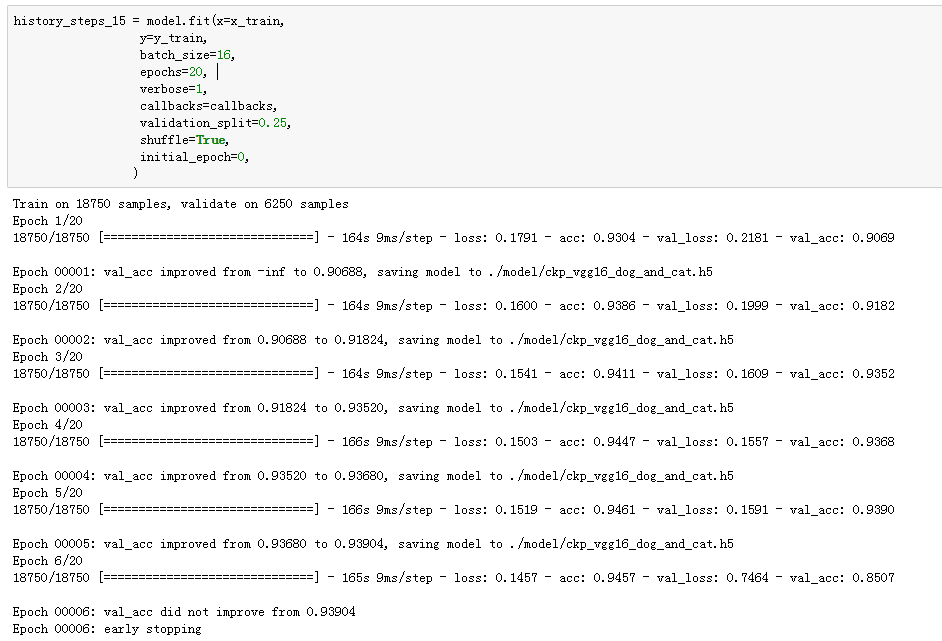 history_steps_15 = model.fit(x=x_train,
y=y_train,
batch_size=16,
epochs=20,
verbose=1,
callbacks=callbacks,
validation_split=0.25,
shuffle=True,
initial_epoch=0,
)
Train on 18750 samples, validate on 6250 samples
Epoch 1/20
18750/18750 [==============================] - 164s 9ms/step - loss: 0.1791 - acc: 0.9304 - val_loss: 0.2181 - val_acc: 0.9069
Epoch 00001: val_acc improved from -inf to 0.90688, saving model to ./model/ckp_vgg16_dog_and_cat.h5
Epoch 2/20
18750/18750 [==============================] - 164s 9ms/step - loss: 0.1600 - acc: 0.9386 - val_loss: 0.1999 - val_acc: 0.9182
Epoch 00002: val_acc improved from 0.90688 to 0.91824, saving model to ./model/ckp_vgg16_dog_and_cat.h5
Epoch 3/20
18750/18750 [==============================] - 164s 9ms/step - loss: 0.1541 - acc: 0.9411 - val_loss: 0.1609 - val_acc: 0.9352
Epoch 00003: val_acc improved from 0.91824 to 0.93520, saving model to ./model/ckp_vgg16_dog_and_cat.h5
Epoch 4/20
18750/18750 [==============================] - 166s 9ms/step - loss: 0.1503 - acc: 0.9447 - val_loss: 0.1557 - val_acc: 0.9368
Epoch 00004: val_acc improved from 0.93520 to 0.93680, saving model to ./model/ckp_vgg16_dog_and_cat.h5
Epoch 5/20
18750/18750 [==============================] - 166s 9ms/step - loss: 0.1519 - acc: 0.9461 - val_loss: 0.1591 - val_acc: 0.9390
Epoch 00005: val_acc improved from 0.93680 to 0.93904, saving model to ./model/ckp_vgg16_dog_and_cat.h5
Epoch 6/20
18750/18750 [==============================] - 165s 9ms/step - loss: 0.1457 - acc: 0.9457 - val_loss: 0.7464 - val_acc: 0.8507
Epoch 00006: val_acc did not improve from 0.93904
Epoch 00006: early stopping